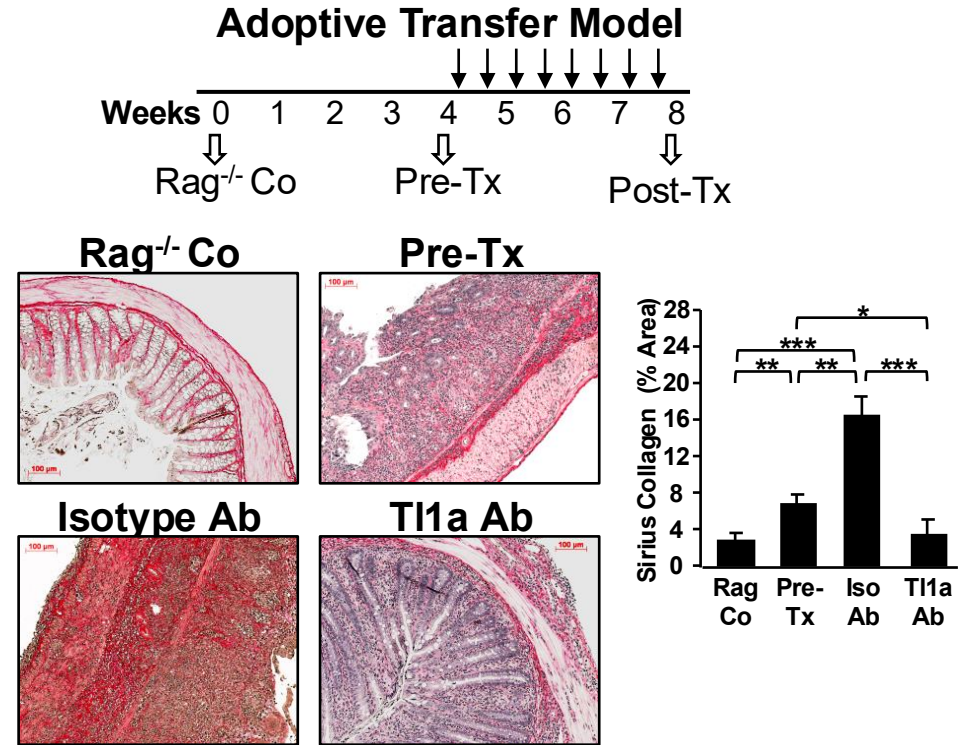 Adoptive Transfer Model
Weeks 0 1 2 3 4 5 6 7 8
Rag-/- Co Pre-Tx Post-Tx
Rag-/- Co Pre-Tx
100 µm 100 µm
Isotype Ab Tl1a Ab
100 µm 100 µm
Sirius Collagen (% Area)
28
24
20
16
12
8
4
0
*
***
** ** ***
Rag Co
Pre-Tx
Iso Ab
Tl1a Ab